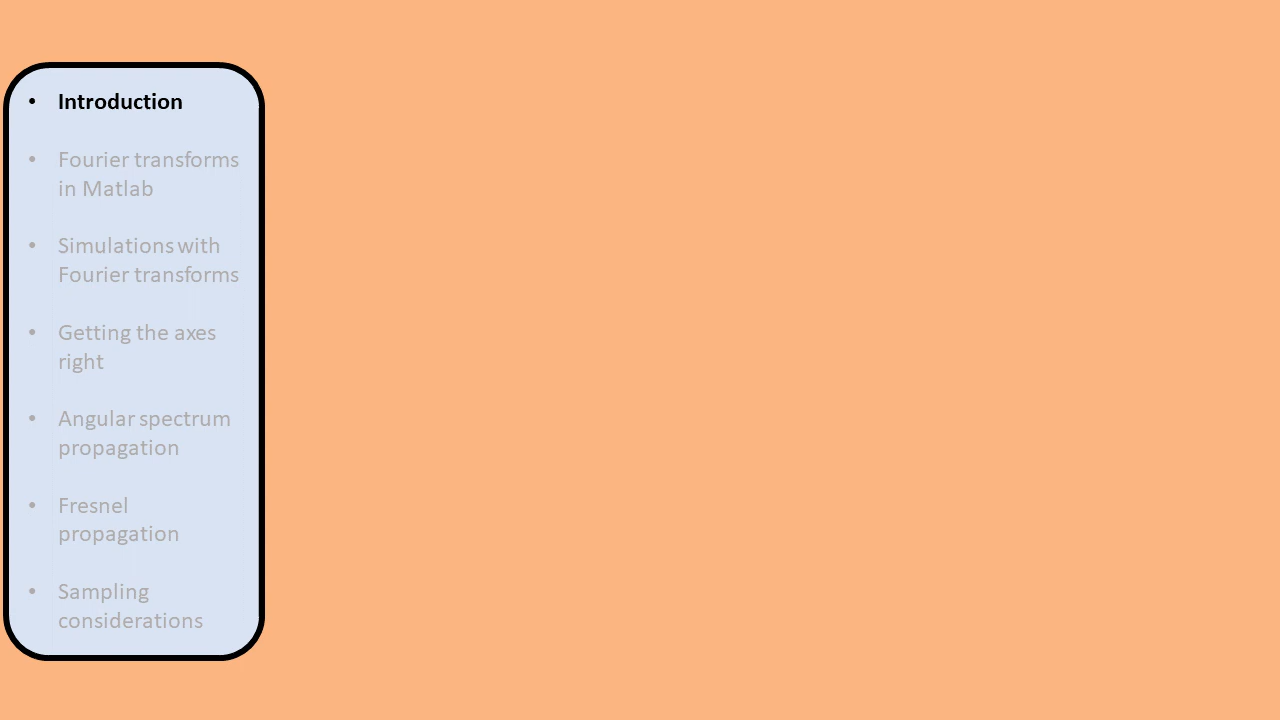 • Introduction
• Fourier transforms
in Matlab
• Simulations with
Fourier transforms
• Getting the axes
right
• Angular spectrum
propagation
• Fresnel
propagation
• Sampling
considerations